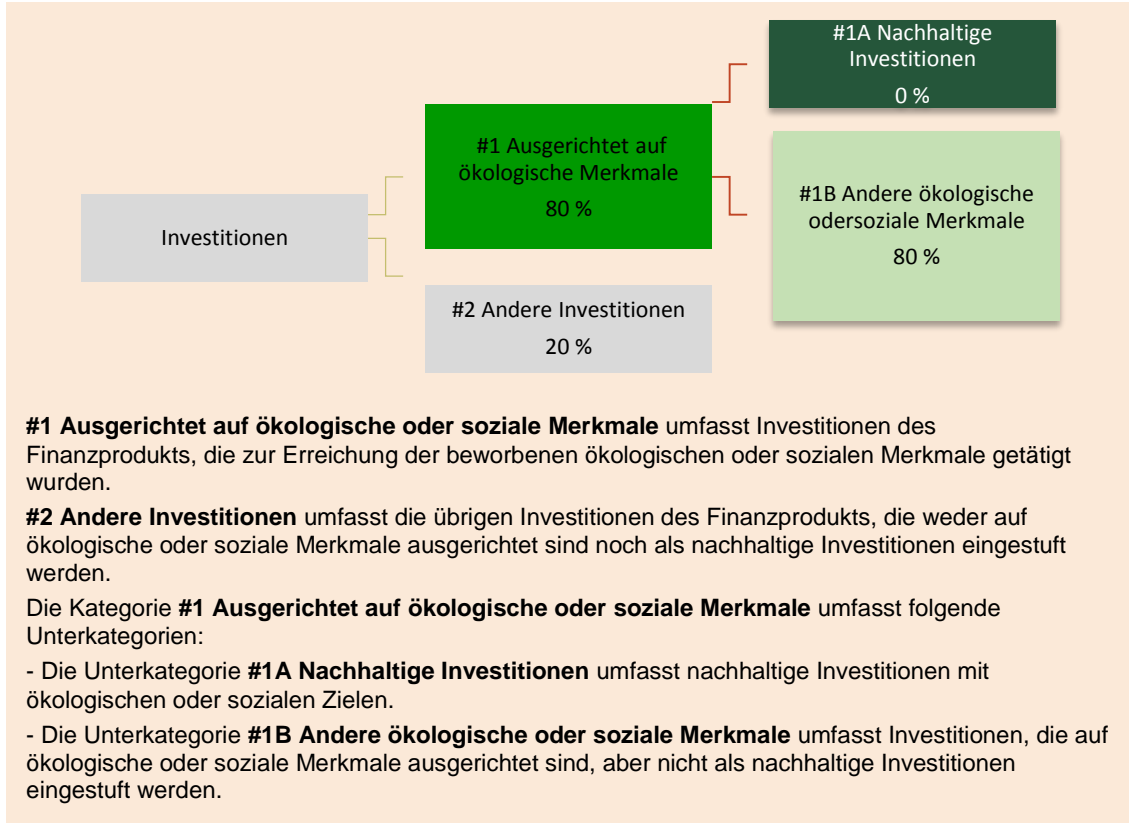 #1A Nachhaltige
Investitionen
0 %
#1 Ausgerichtet auf
ökologische Merkmale
80 %
#1B Andere ökologische
odersoziale Merkmale
80 %
Investitionen
#2 Andere Investitionen
20 %
#1 Ausgerichtet auf ökologische oder soziale Merkmale umfasst Investitionen des
Finanzprodukts, die zur Erreichung der beworbenen ökologischen oder sozialen Merkmale getätigt
wurden.
#2 Andere Investitionen umfasst die übrigen Investitionen des Finanzprodukts, die weder auf
ökologische oder soziale Merkmale ausgerichtet sind noch als nachhaltige Investitionen eingestuft
werden.
Die Kategorie #1 Ausgerichtet auf ökologische oder soziale Merkmale umfasst folgende
Unterkategorien:
- Die Unterkategorie #1A Nachhaltige Investitionen umfasst nachhaltige Investitionen mit
ökologischen oder sozialen Zielen.
- Die Unterkategorie #1B Andere ökologische oder soziale Merkmale umfasst Investitionen, die auf
ökologische oder soziale Merkmale ausgerichtet sind, aber nicht als nachhaltige Investitionen
eingestuft werden.